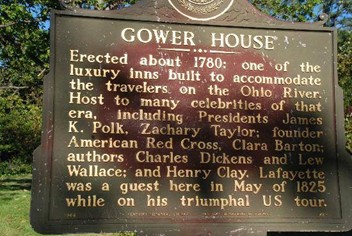 GOWER HOUSE
Erected about 1780; one of the
luxury inns built to accommodate
the travelers on the Ohio River.
Host to many celebrities of that
era, including Presidents James
K. Polk, Zachary Taylor; founder
American Red Cross, Clara Barton;
authors Charles Dickens and Lew
Wallace; and Henry Clay. Lafayette
was a guest here in May of 1825
while on his triumphal US tour.